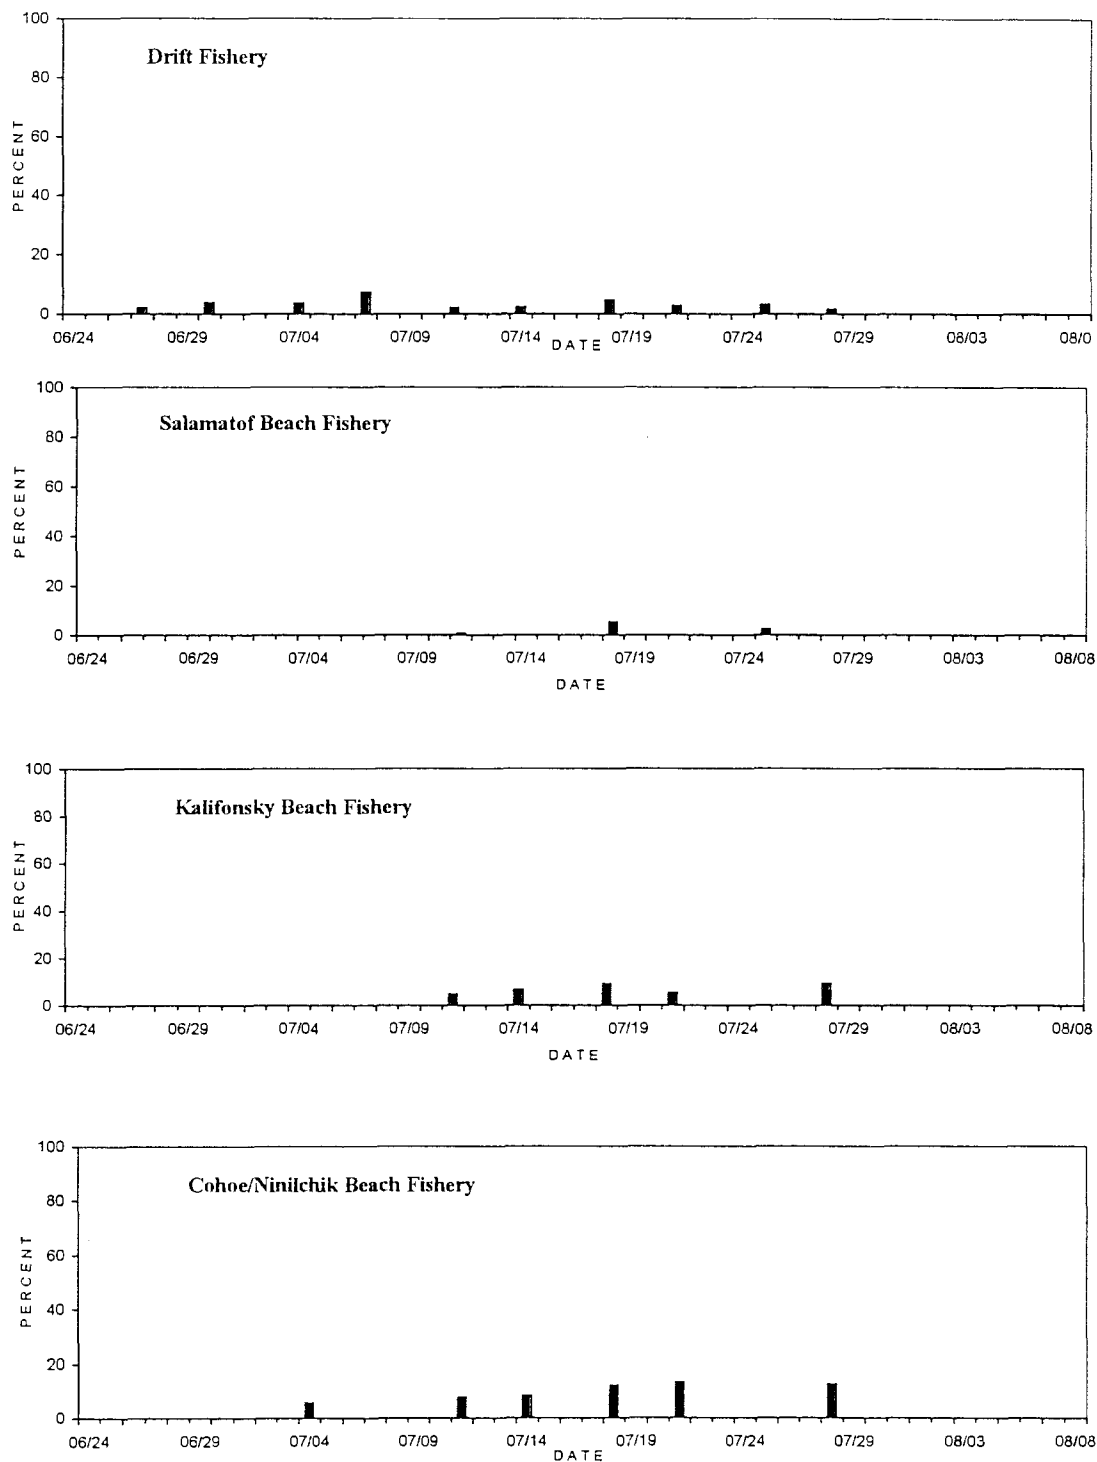 100
Drift Fishery
80
60
40
20
0
PERCENT
06/24 06/29 07/04 07/09 07/14 07/19 07/24 07/29 08/03 08/0
DATE
100
Salamatof Beach Fishery
80
60
40
20
0
PERCENT
06/24 06/29 07/04 07/09 07/14 07/19 07/24 07/29 08/03 08/08
DATE
100
Kalifonsky Beach Fishery
80
60
40
20
0
PERCENT
06/24 06/29 07/04 07/09 07/14 07/19 07/24 07/29 08/03 08/08
DATE
100
Cohoe/Ninilchik Beach Fishery
80
60
40
20
0
PERCENT
06/24 06/29 07/04 07/09 07/14 07/19 07/24 07/29 08/03 08/08
DATE